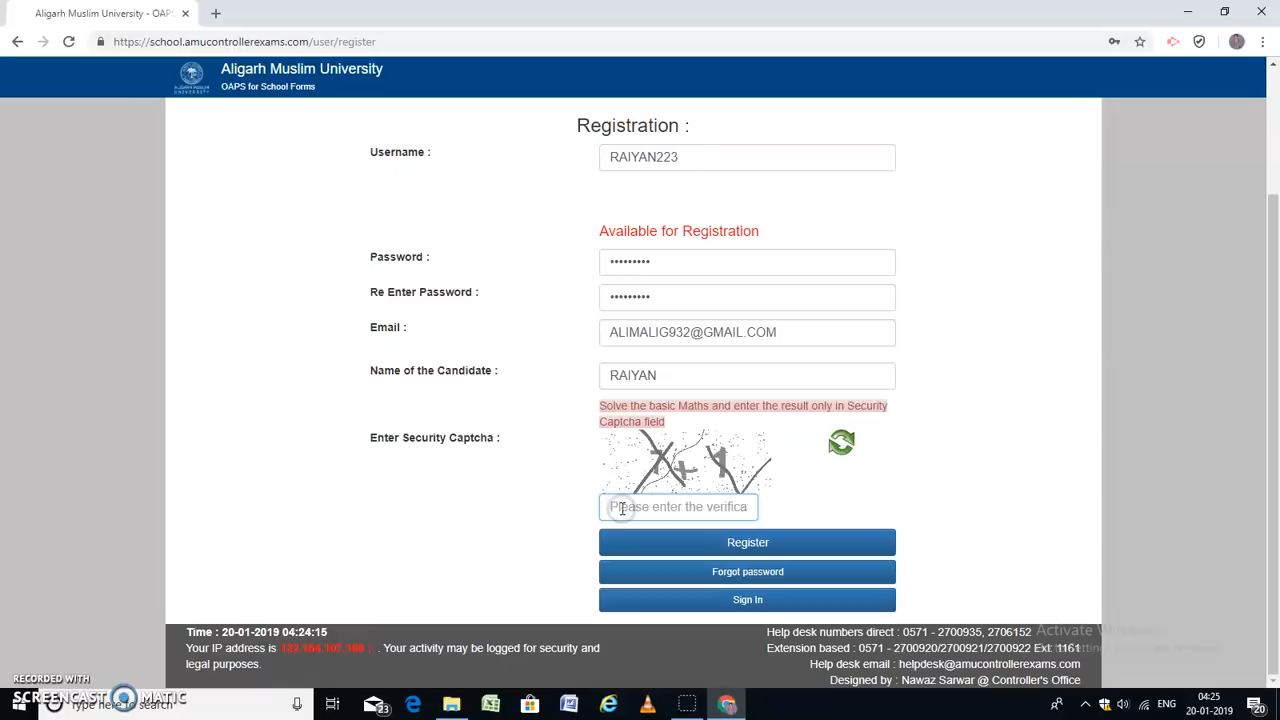 Aligarh Muslim University - OAPS
https://school.amucontrollerexams.com/user/register
Aligarh Muslim University
OAPS for School Forms
Registration :
Username :
RAIYAN223
Available for Registration
Password :
•••••••••
Re Enter Password :
•••••••••
Email :
ALIMALIG932@GMAIL.COM
Name of the Candidate :
RAIYAN
Solve the basic Maths and enter the result only in Security
Captcha field
Enter Security Captcha :
Please enter the verifica
Register
Forgot password
Sign In
Time : 20-01-2019 04:24:15
Your IP address is . Your activity may be logged for security and
legal purposes.
Help desk numbers direct : 0571 - 2700935, 2706152
Extension based : 0571 - 2700920/2700921/2700922 Ext: 1161
Help desk email : helpdesk@amucontrollerexams.com
Designed by : Nawaz Sarwar @ Controller's Office
Activate
RECORDED WITH
SCREENCAST MATIC
Type here to search
23
ENG
04:25
20-01-2019
20